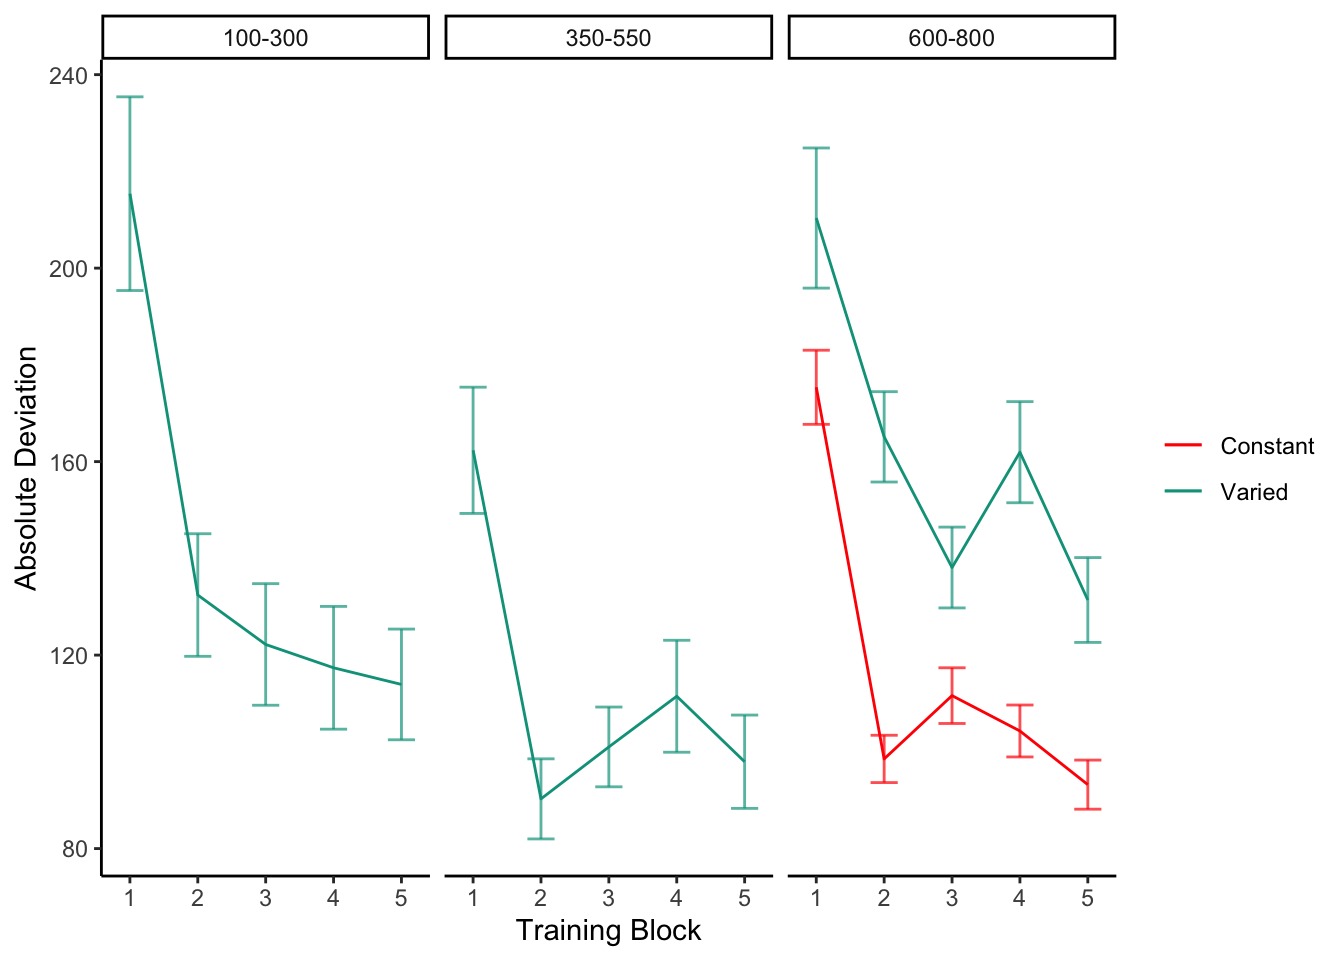 100-300 350-550 600-800
240
200
160
120
80
Absolute Deviation
1 2 3 4 5 1 2 3 4 5 1 2 3 4 5
Training Block
Constant
Varied